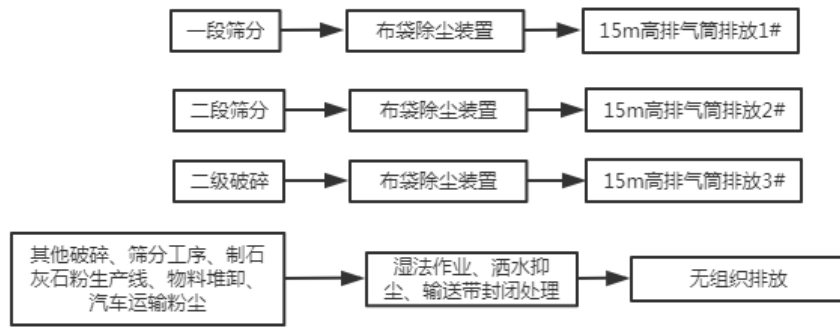 一段筛分
布袋除尘装置
15m高排气筒排放1#
二段筛分
布袋除尘装置
15m高排气筒排放2#
二级破碎
布袋除尘装置
15m高排气筒排放3#
其他破碎、筛分工序、制石
灰石粉生产线、物料堆卸、
汽车运输粉尘
湿法作业、洒水抑
尘、输送带封闭处理
无组织排放